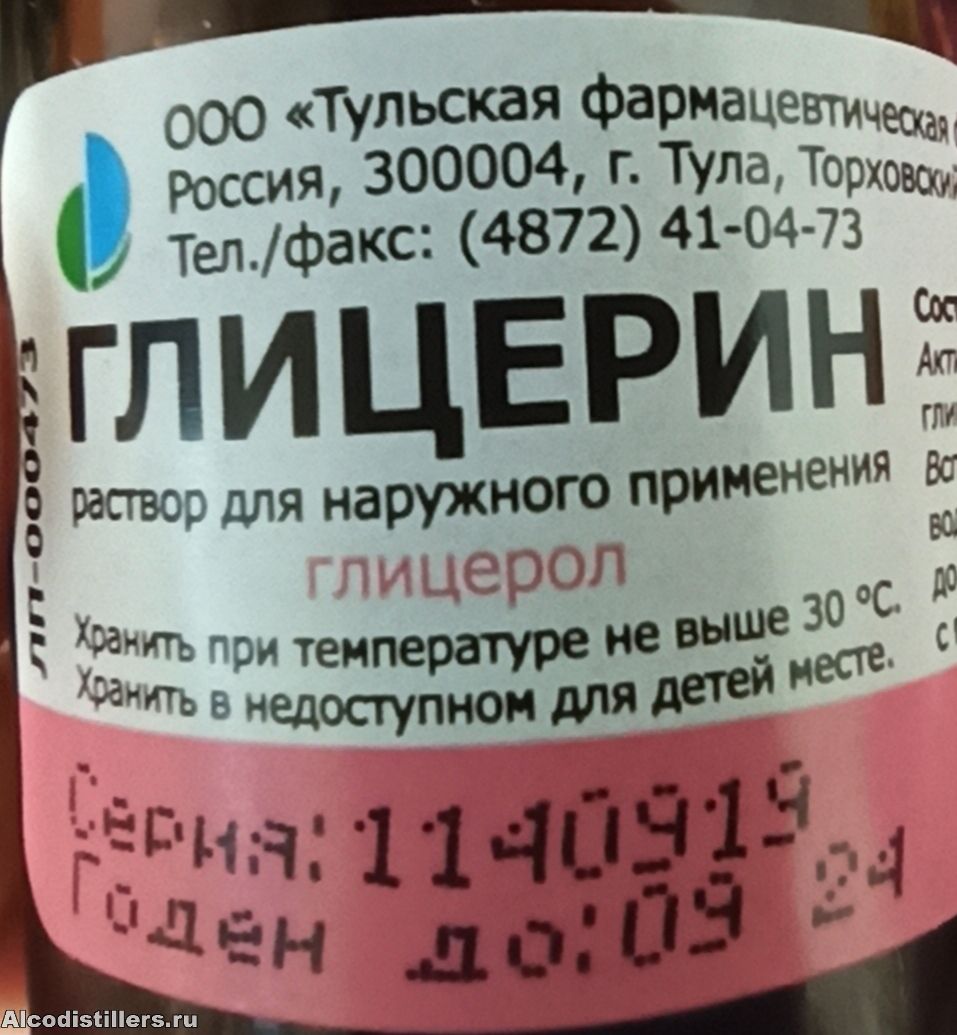 ООО «Тульская фармацевтическая
Россия, 300004, г. Тула, Торховский
Тел./факс: (4872) 41-04-73
ГЛИЦЕРИН
раствор для наружного применения
глицерол
Хранить при температуре не выше 30 °С.
Хранить в недоступном для детей месте.
Серия: 1140919
Годен до: 09 24
ЛП-000473
Alcodistillers.ru